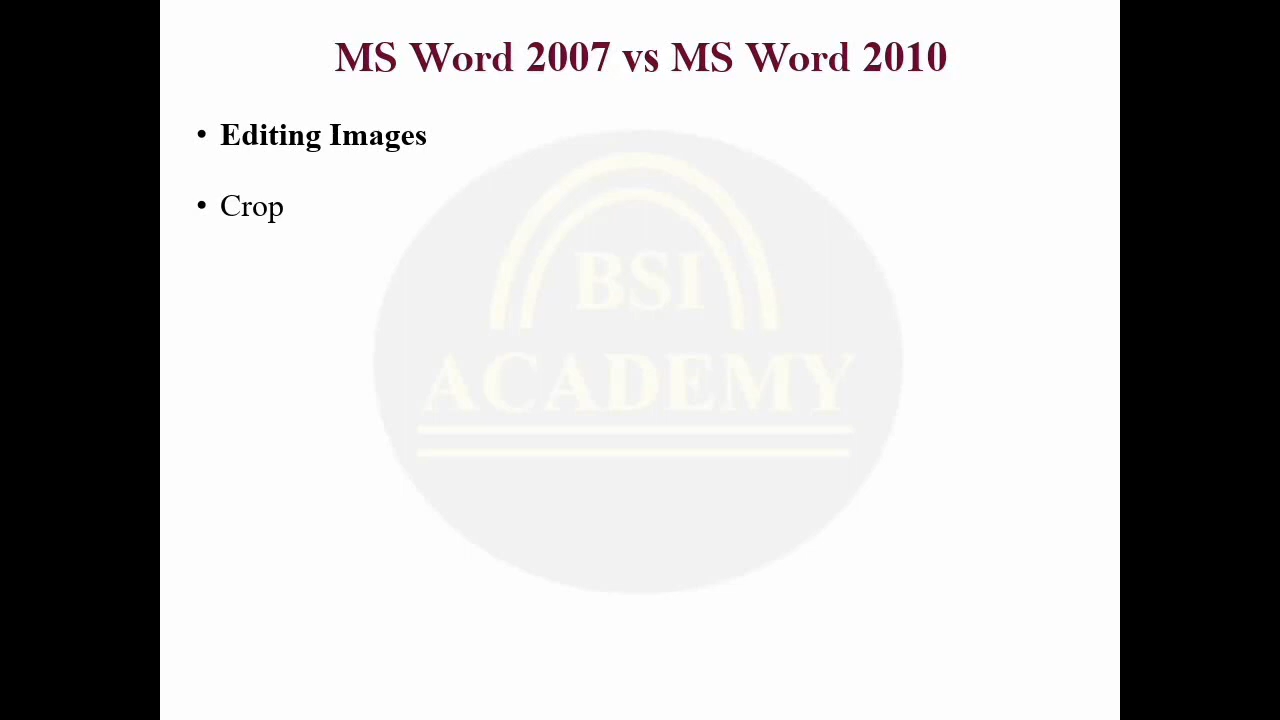 MS Word 2007 vs MS Word 2010
• Editing Images
• Crop
BSI
ACADEMY